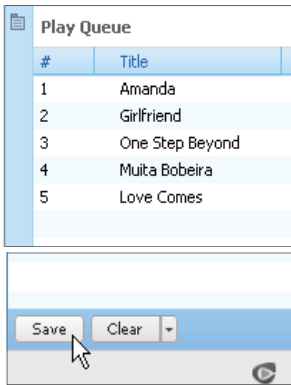 Play Queue
# Title
1 Amanda
2 Girlfriend
3 One Step Beyond
4 Muita Bobeira
5 Love Comes
Save Clear